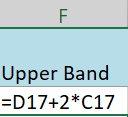 F
Upper Band
=D17+2*C17